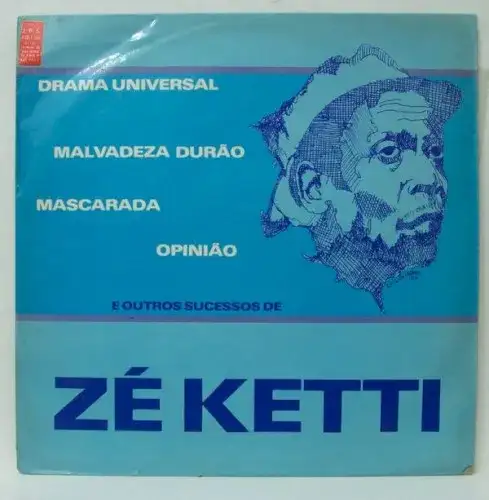 DRAMA UNIVERSAL
MALVADEZA DURÃO
MASCARADA
OPINIÃO
E OUTROS SUCESSOS DE
ZÉ KETTI